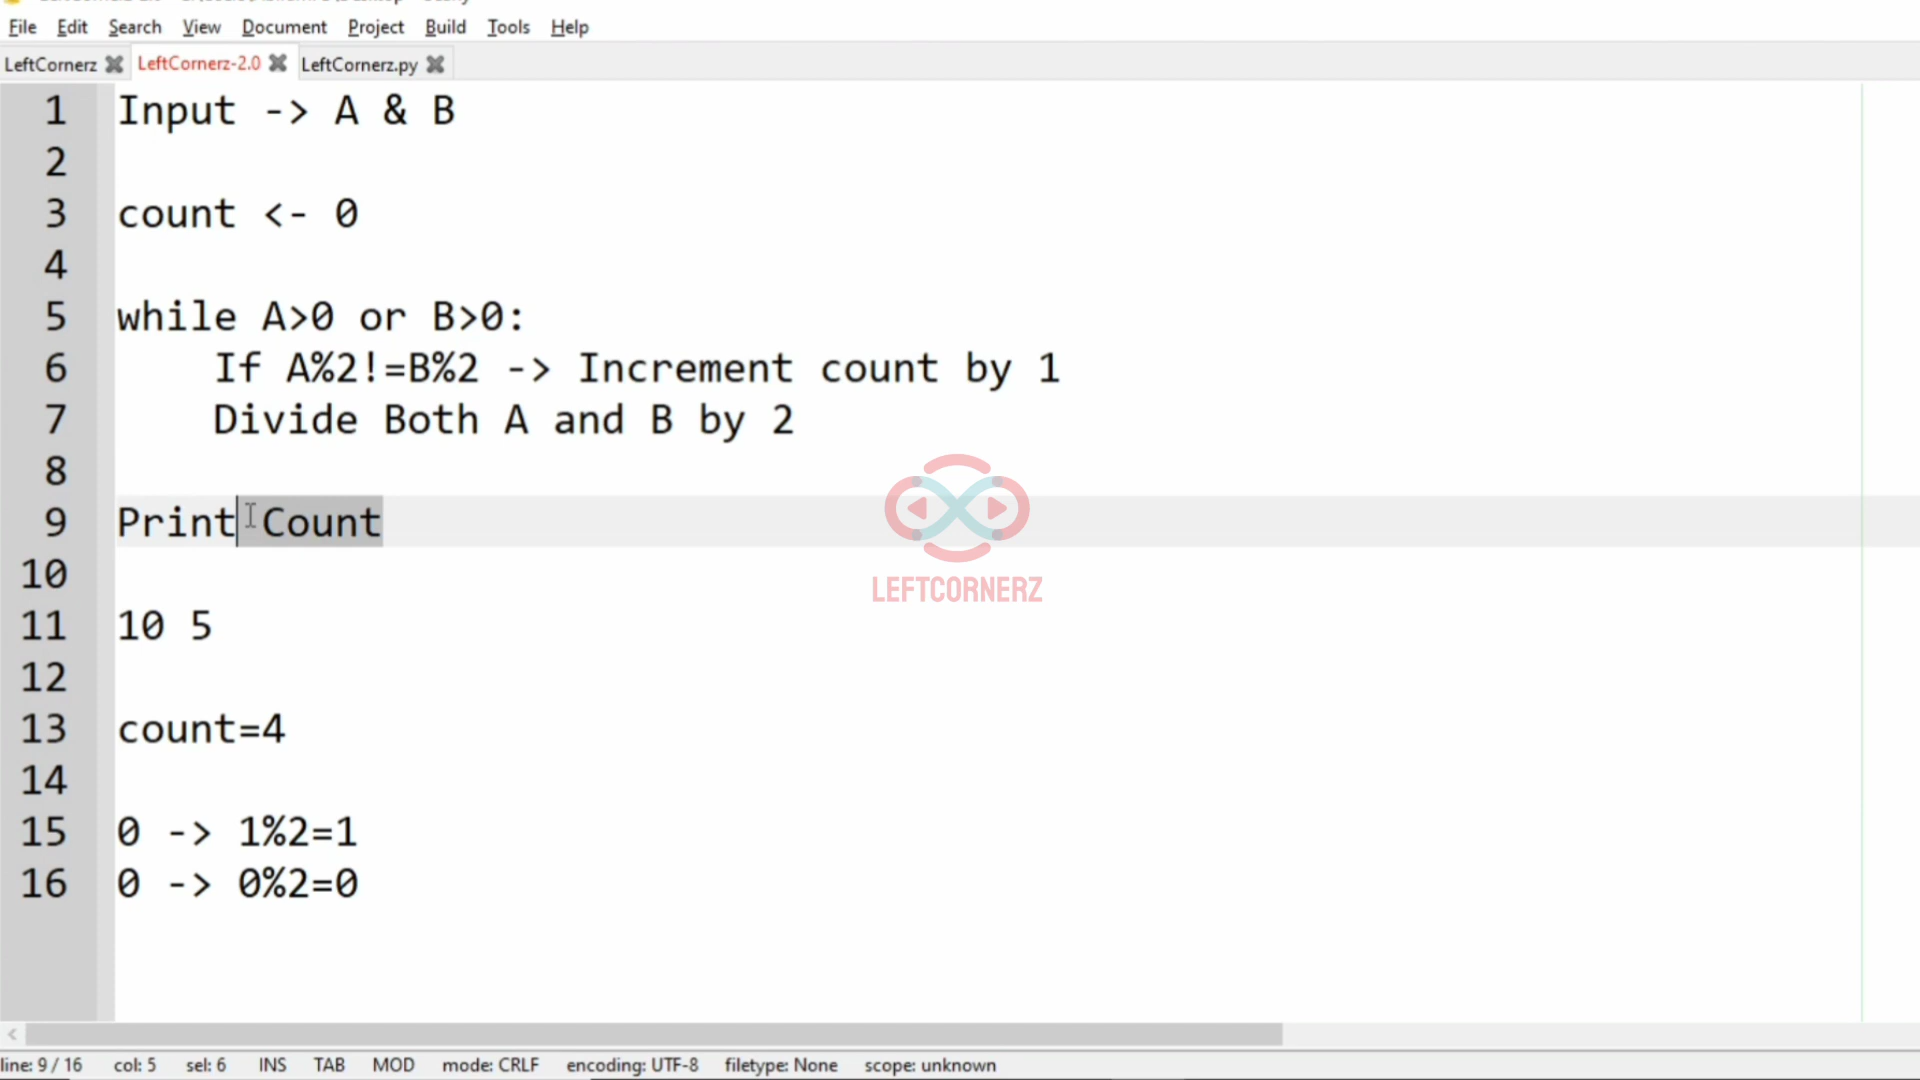 File Edit Search View Document Project Build Tools Help
LeftCornerz LeftCornerz-2.0 LeftCornerz.py
1 Input -> A & B
2
3 count <- 0
4
5 while A>0 or B>0:
6 If A%2!=B%2 -> Increment count by 1
7 Divide Both A and B by 2
8
9 Print Count
10
11 10 5
12
13 count=4
14
15 0 -> 1%2=1
16 0 -> 0%2=0
LEFTCORNERZ
line: 9 / 16 col: 5 sel: 6 INS TAB MOD mode: CRLF encoding: UTF-8 filetype: None scope: unknown